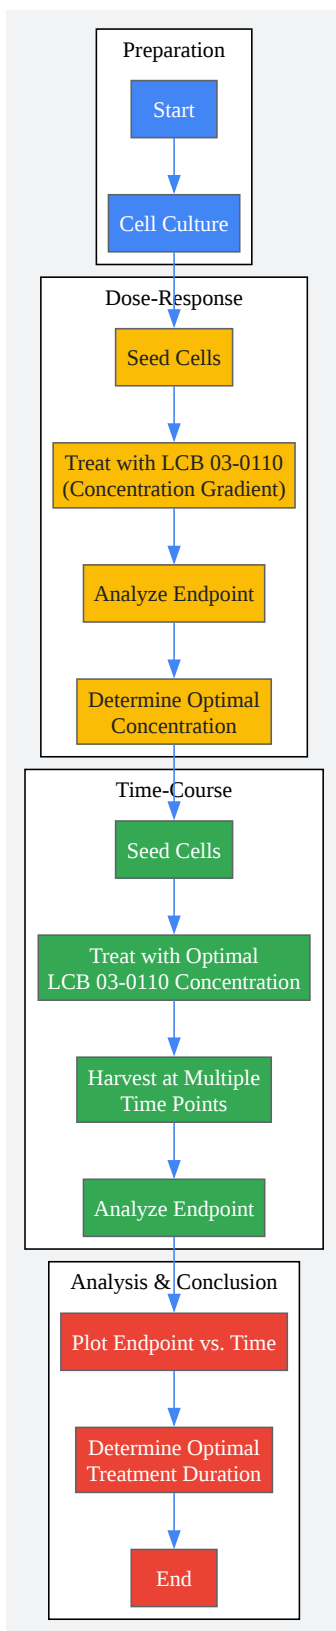 Preparation
Start
Cell Culture
Dose-Response
Seed Cells
Treat with LCB 03-0110
(Concentration Gradient)
Analyze Endpoint
Determine Optimal
Concentration
Time-Course
Seed Cells
Treat with Optimal
LCB 03-0110 Concentration
Harvest at Multiple
Time Points
Analyze Endpoint
Analysis & Conclusion
Plot Endpoint vs. Time
Determine Optimal
Treatment Duration
End